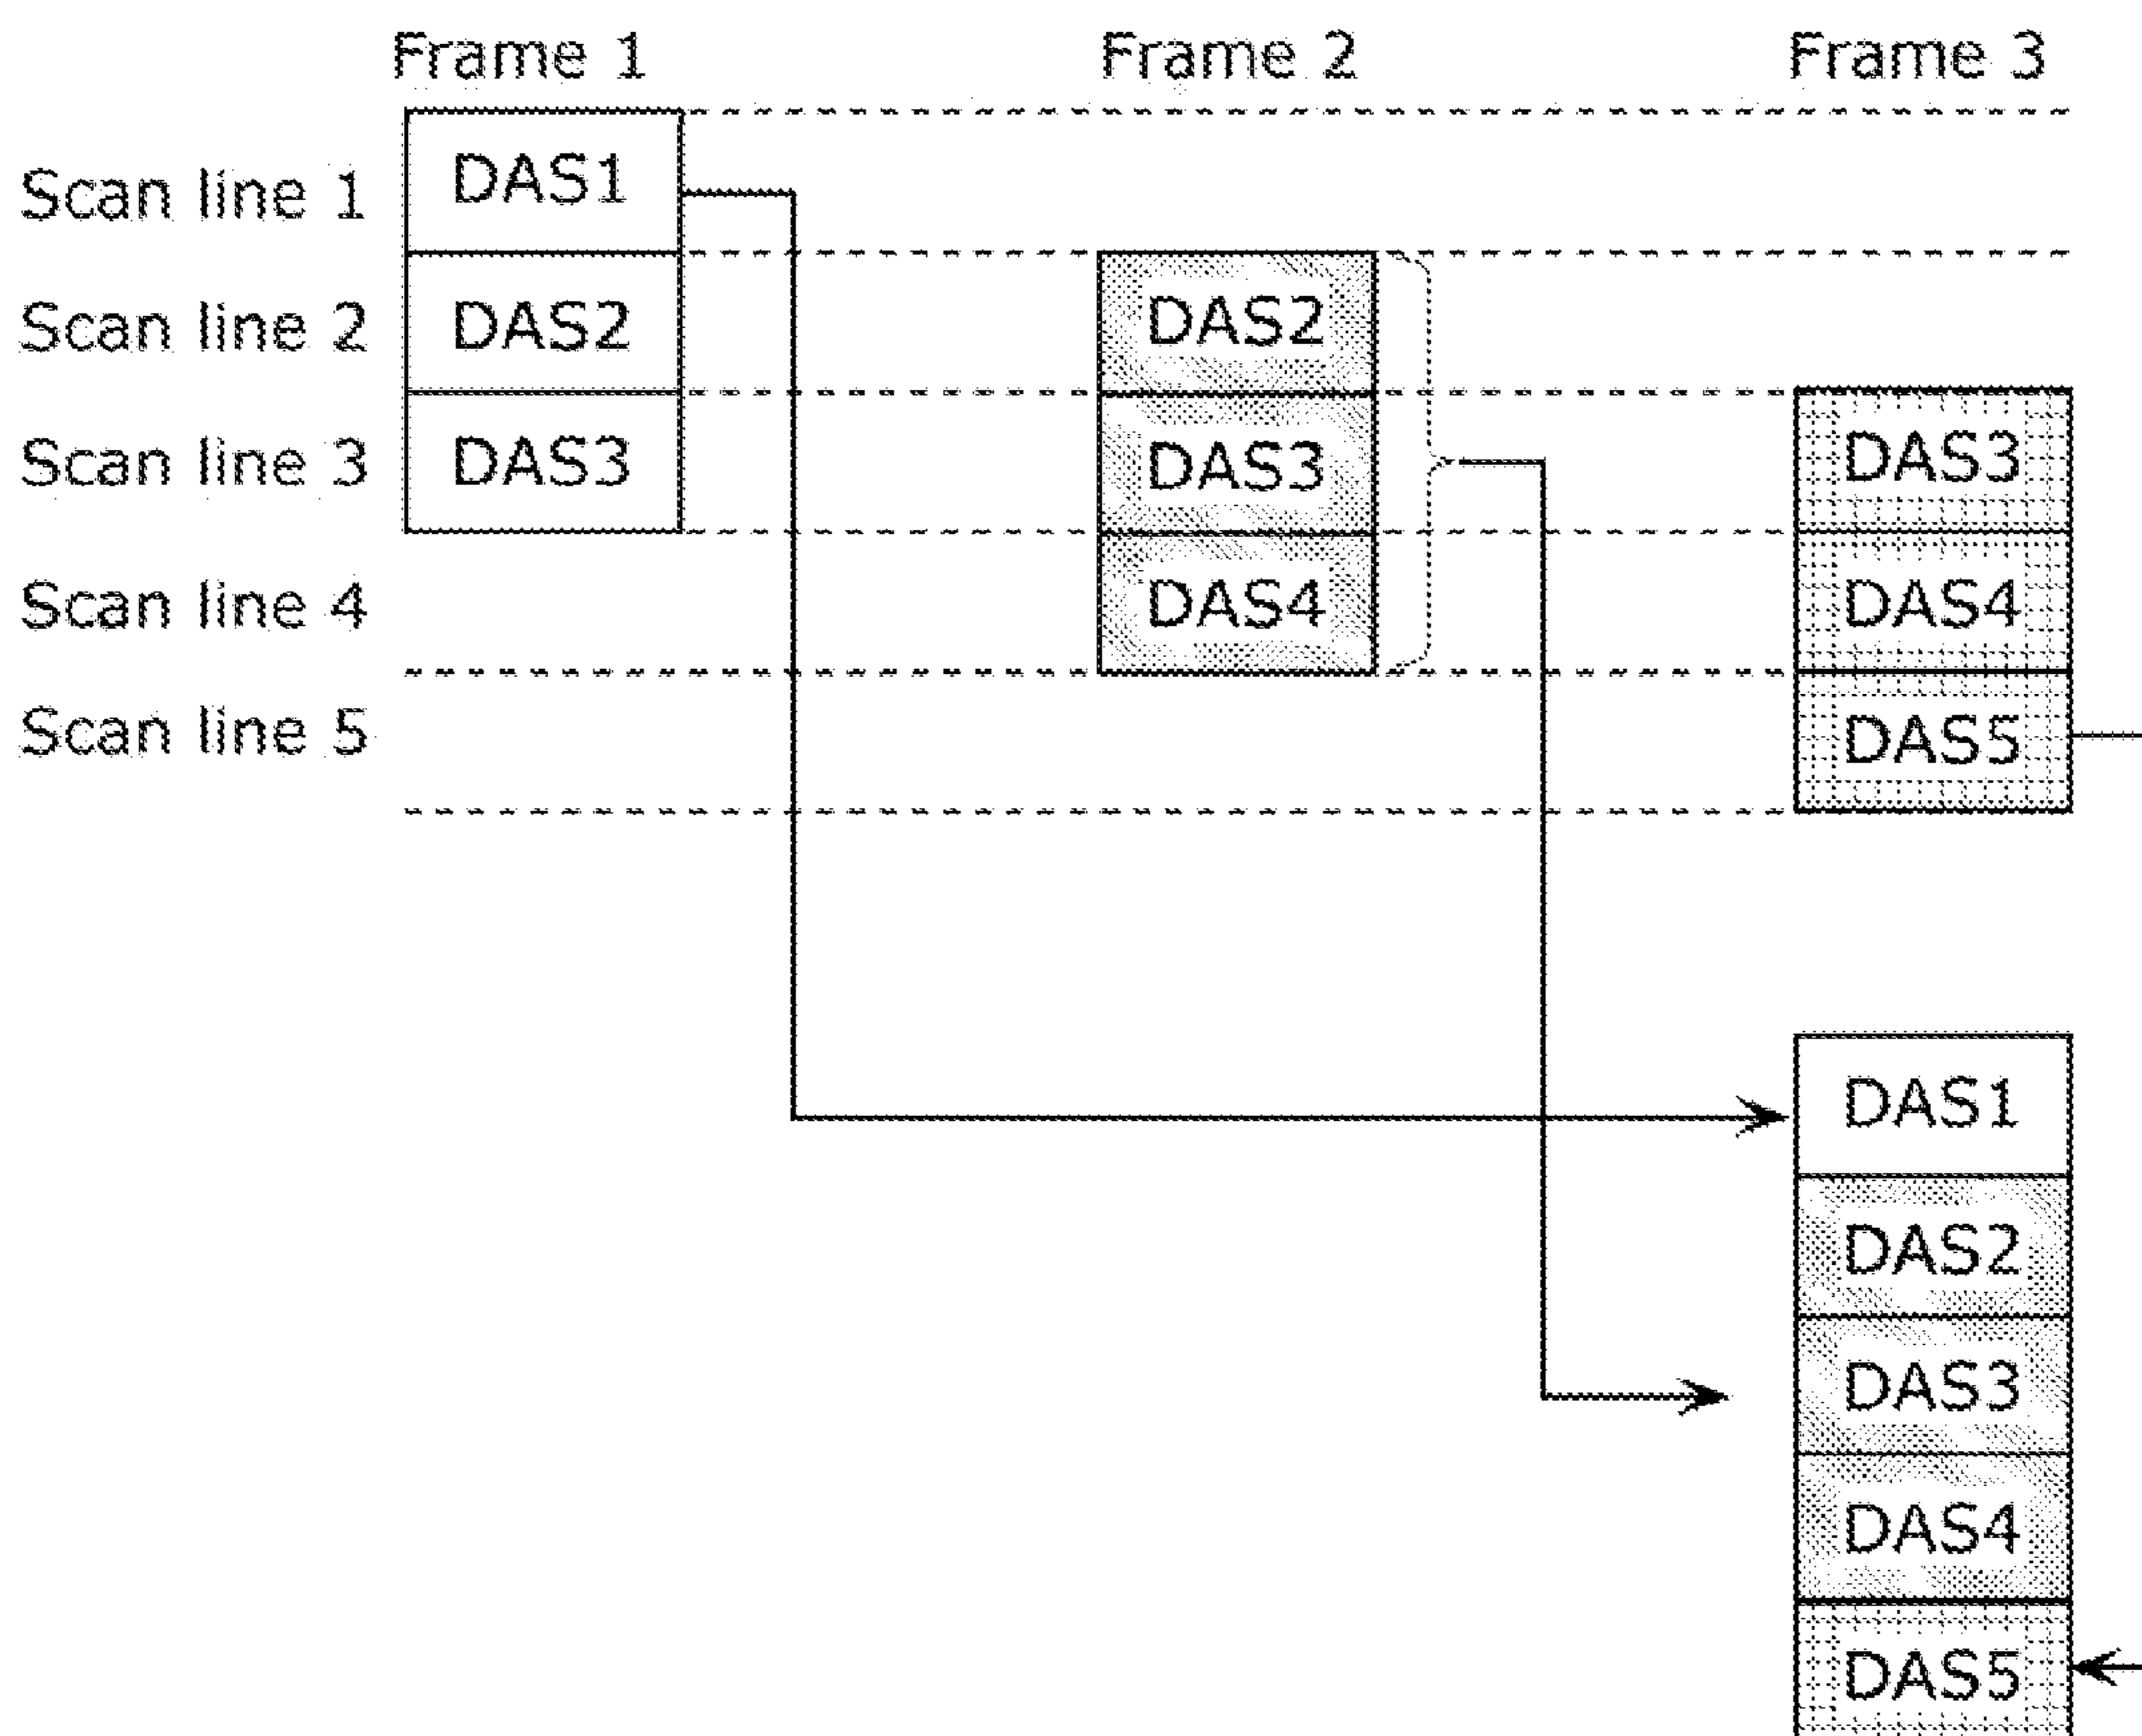 Frame 1 Frame 2 Frame 3
Scan line 1 DAS1
Scan line 2 DAS2 DAS2
Scan line 3 DAS3 DAS3 DAS3
Scan line 4 DAS4 DAS4
Scan line 5 DAS5
DAS1
DAS2
DAS3
DAS4
DAS5